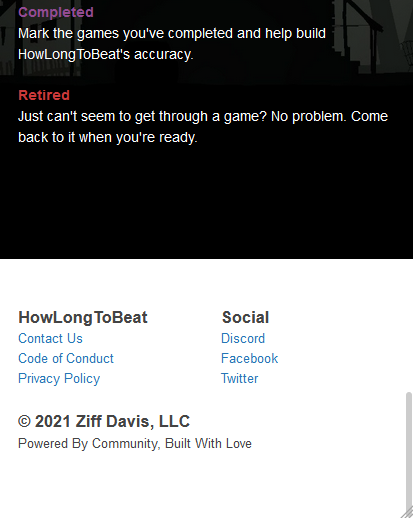 Completed
Mark the games you've completed and help build
HowLongToBeat's accuracy.
Retired
Just can't seem to get through a game? No problem. Come
back to it when you're ready.
HowLongToBeat
Contact Us
Code of Conduct
Privacy Policy
Social
Discord
Facebook
Twitter
© 2021 Ziff Davis, LLC
Powered By Community, Built With Love